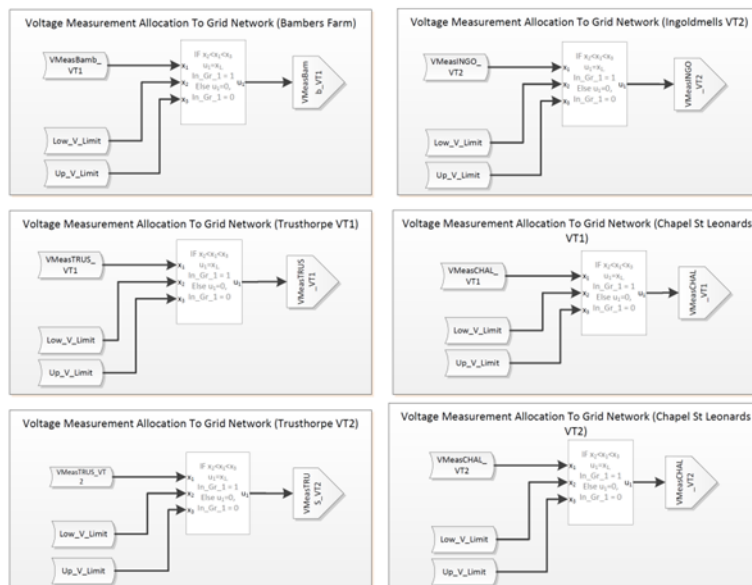 Voltage Measurement Allocation To Grid Network (Bambers Farm)
VMeasBamb_
VT1
x₁
x₂
x₃
IF x₂<x₁<x₃
u₁=x₁,
In_Gr_1 = 1
Else u₁=0,
In_Gr_1 = 0
u₁
VMeasBam
b_VT1
Low_V_Limit
Up_V_Limit
Voltage Measurement Allocation To Grid Network (Ingoldmells VT2)
VMeasINGO_
VT2
x₁
x₂
x₃
IF x₂<x₁<x₃
u₁=x₁,
In_Gr_1 = 1
Else u₁=0,
In_Gr_1 = 0
u₁
VMeasINGO
_VT2
Low_V_Limit
Up_V_Limit
Voltage Measurement Allocation To Grid Network (Trusthorpe VT1)
VMeasTRUS_
VT1
x₁
x₂
x₃
IF x₂<x₁<x₃
u₁=x₁,
In_Gr_1 = 1
Else u₁=0,
In_Gr_1 = 0
u₁
VMeasTRUS
_VT1
Low_V_Limit
Up_V_Limit
Voltage Measurement Allocation To Grid Network (Chapel St Leonards
VT1)
VMeasCHAL_
VT1
x₁
x₂
x₃
IF x₂<x₁<x₃
u₁=x₁,
In_Gr_1 = 1
Else u₁=0,
In_Gr_1 = 0
u₁
VMeasCHAL
_VT1
Low_V_Limit
Up_V_Limit
Voltage Measurement Allocation To Grid Network (Trusthorpe VT2)
VMeasTRUS_VT
2
x₁
x₂
x₃
IF x₂<x₁<x₃
u₁=x₁,
In_Gr_1 = 1
Else u₁=0,
In_Gr_1 = 0
u₁
VMeasTRU
S_VT2
Low_V_Limit
Up_V_Limit
Voltage Measurement Allocation To Grid Network (Chapel St Leonards
VT2)
VMeasCHAL_
VT2
x₁
x₂
x₃
IF x₂<x₁<x₃
u₁=x₁,
In_Gr_1 = 1
Else u₁=0,
In_Gr_1 = 0
u₁
VMeasCHAL
_VT2
Low_V_Limit
Up_V_Limit